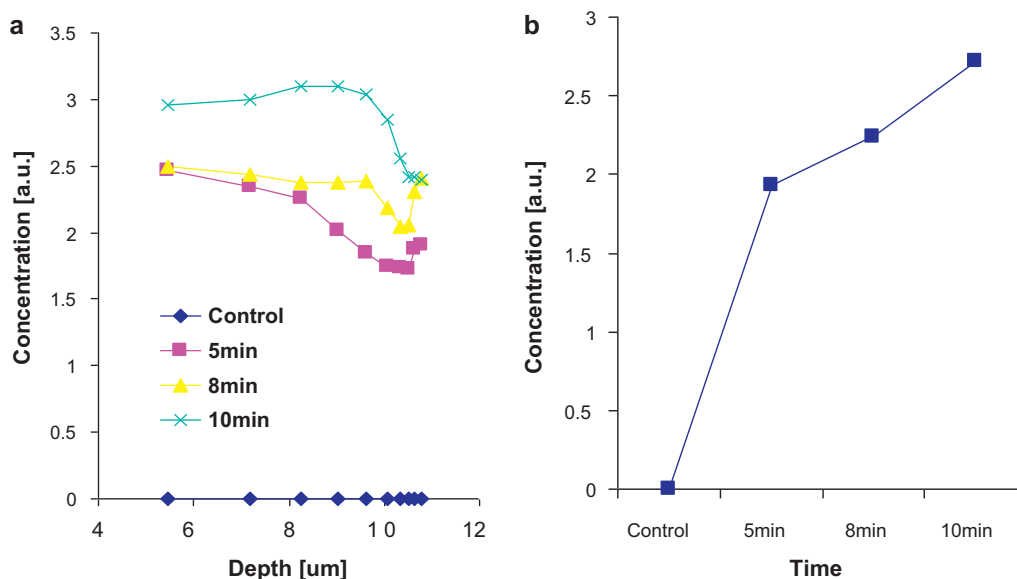 a
3.5
3
2.5
2
1.5
1
0.5
0
Concentration [a.u.]
Control
5min
8min
10min
4 6 8 10 12
Depth [um]
b
3
2.5
2
1.5
1
0.5
0
Concentration [a.u.]
Control 5min 8min 10min
Time